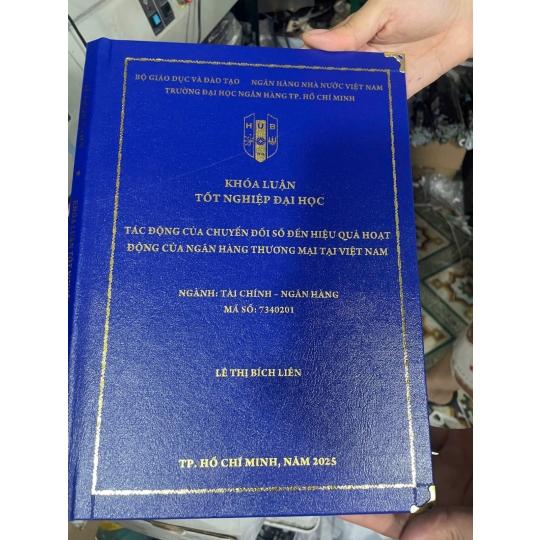 BỘ GIÁO DỤC VÀ ĐÀO TẠO NGÂN HÀNG NHÀ NƯỚC VIỆT NAM
TRƯỜNG ĐẠI HỌC NGÂN HÀNG TP. HỒ CHÍ MINH
HUB
KHÓA LUẬN
TỐT NGHIỆP ĐẠI HỌC
TÁC ĐỘNG CỦA CHUYỂN ĐỔI SỐ ĐẾN HIỆU QUẢ HOẠT
ĐỘNG CỦA NGÂN HÀNG THƯƠNG MẠI TẠI VIỆT NAM
NGÀNH: TÀI CHÍNH – NGÂN HÀNG
MÃ SỐ: 7340201
LÊ THỊ BÍCH LIÊN
TP. HỒ CHÍ MINH, NĂM 2025
KHÓA LUẬN